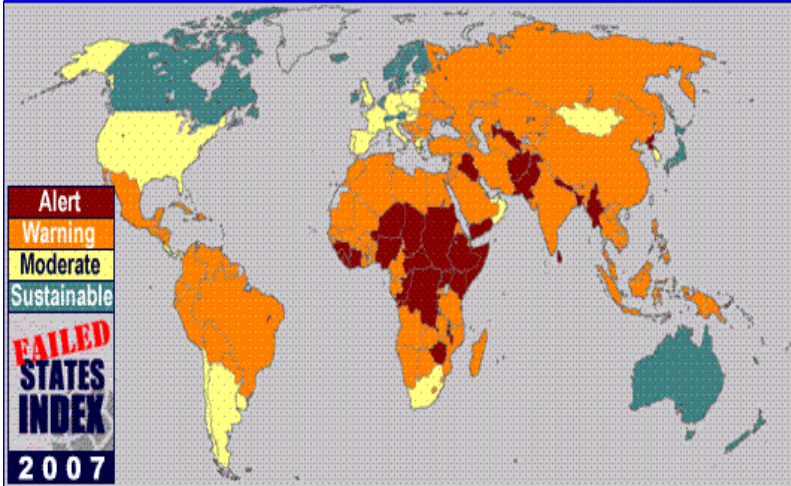 Alert
Warning
Moderate
Sustainable
FAILED
STATES
INDEX
2007